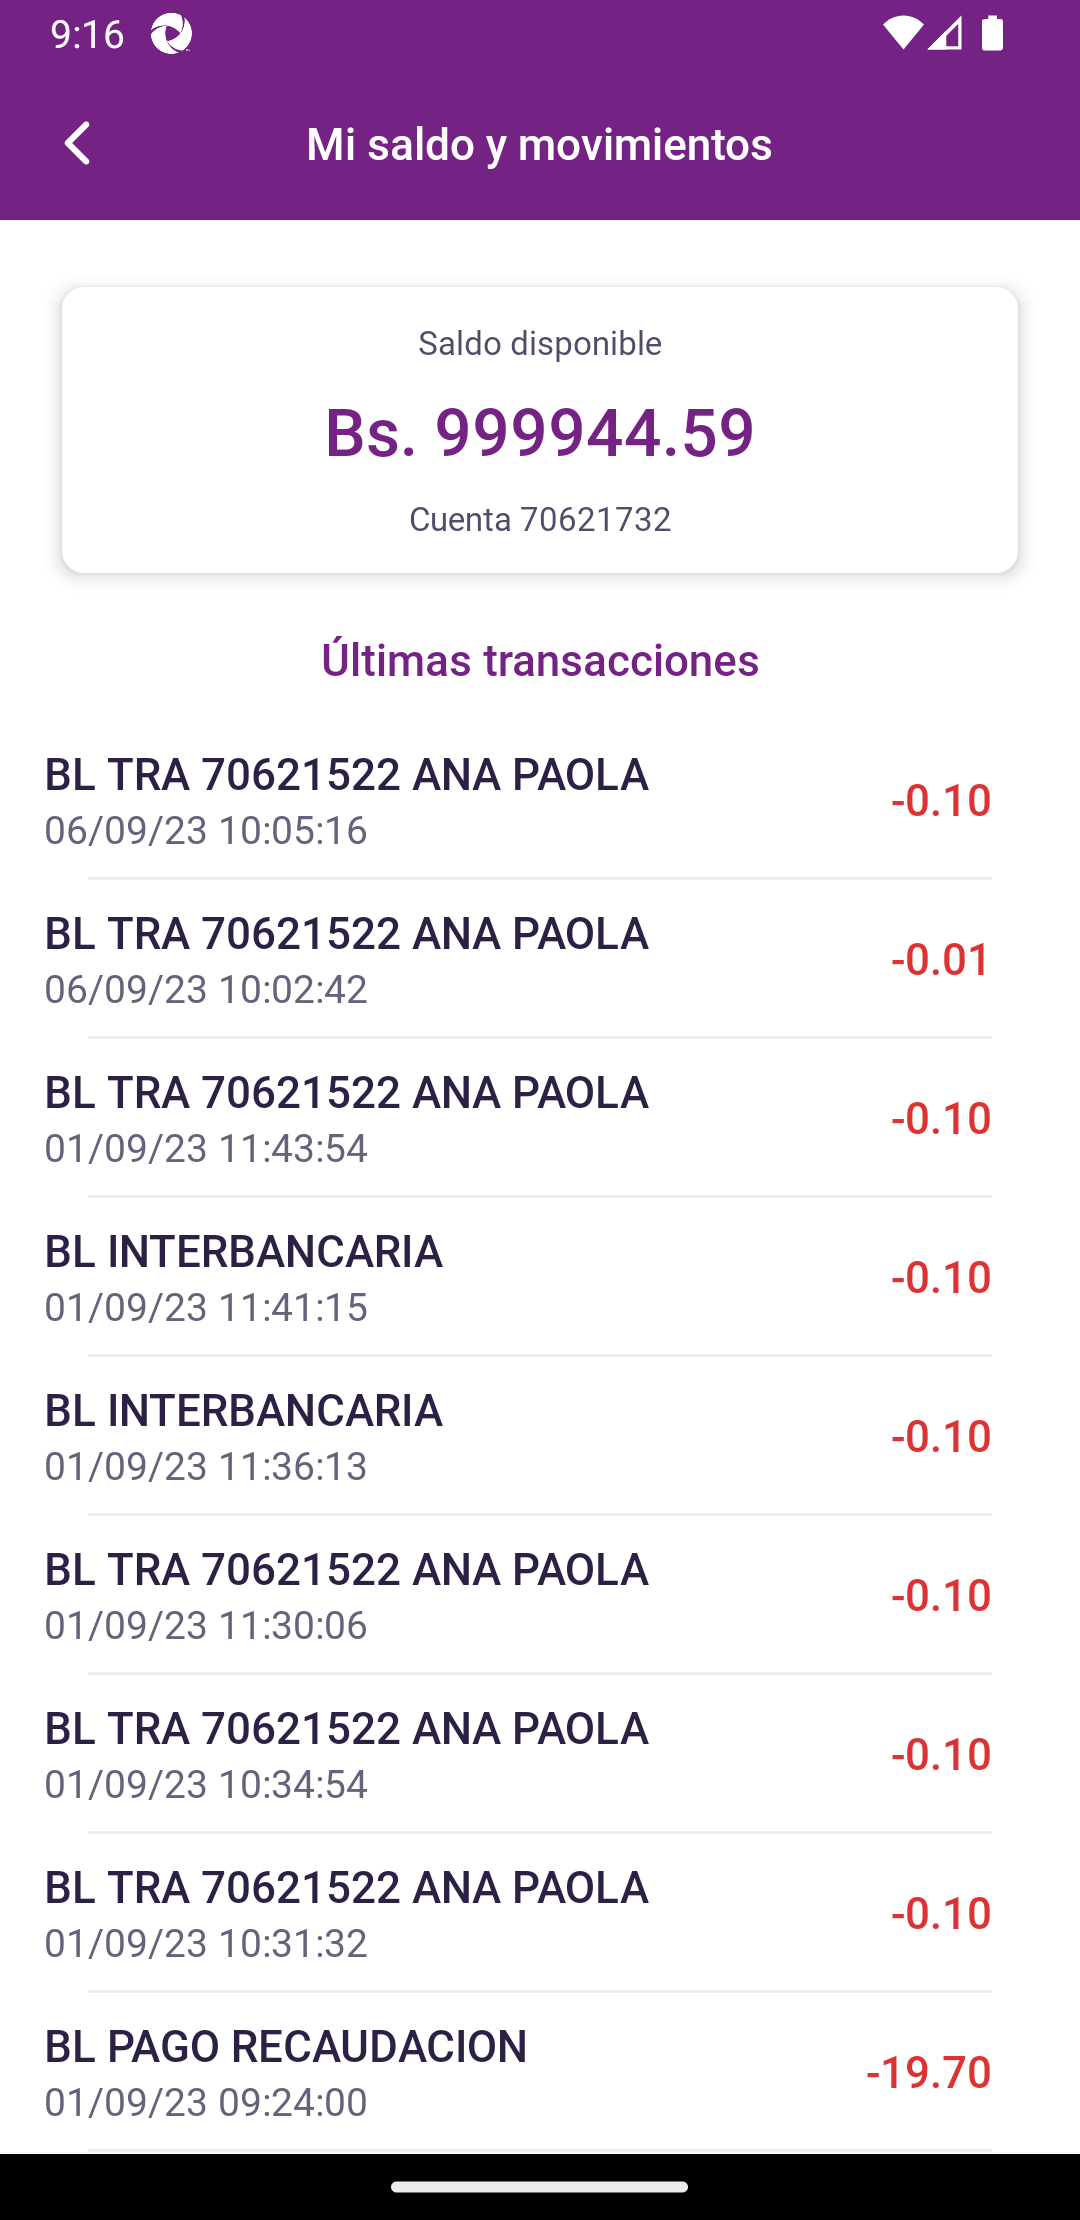 9:16
Mi saldo y movimientos
Saldo disponible
Bs. 999944.59
Cuenta 70621732
Últimas transacciones
BL TRA 70621522 ANA PAOLA
06/09/23 10:05:16
-0.10
BL TRA 70621522 ANA PAOLA
06/09/23 10:02:42
-0.01
BL TRA 70621522 ANA PAOLA
01/09/23 11:43:54
-0.10
BL INTERBANCARIA
01/09/23 11:41:15
-0.10
BL INTERBANCARIA
01/09/23 11:36:13
-0.10
BL TRA 70621522 ANA PAOLA
01/09/23 11:30:06
-0.10
BL TRA 70621522 ANA PAOLA
01/09/23 10:34:54
-0.10
BL TRA 70621522 ANA PAOLA
01/09/23 10:31:32
-0.10
BL PAGO RECAUDACION
01/09/23 09:24:00
-19.70